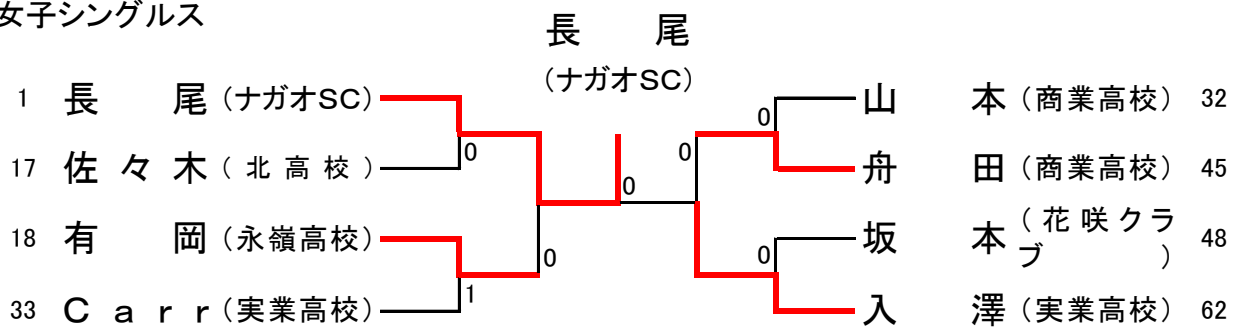 女子シングルス
長 尾
(ナガオSC)
1 長 尾 (ナガオSC)
17 佐 々 木 (北高校)
18 有 岡 (永嶺高校)
33 Carr (実業高校)
0
1
0
0
0
0
0
山 本 (商業高校) 32
舟 田 (商業高校) 45
坂 本 (花咲クラ
ブ ) 48
入 澤 (実業高校) 62